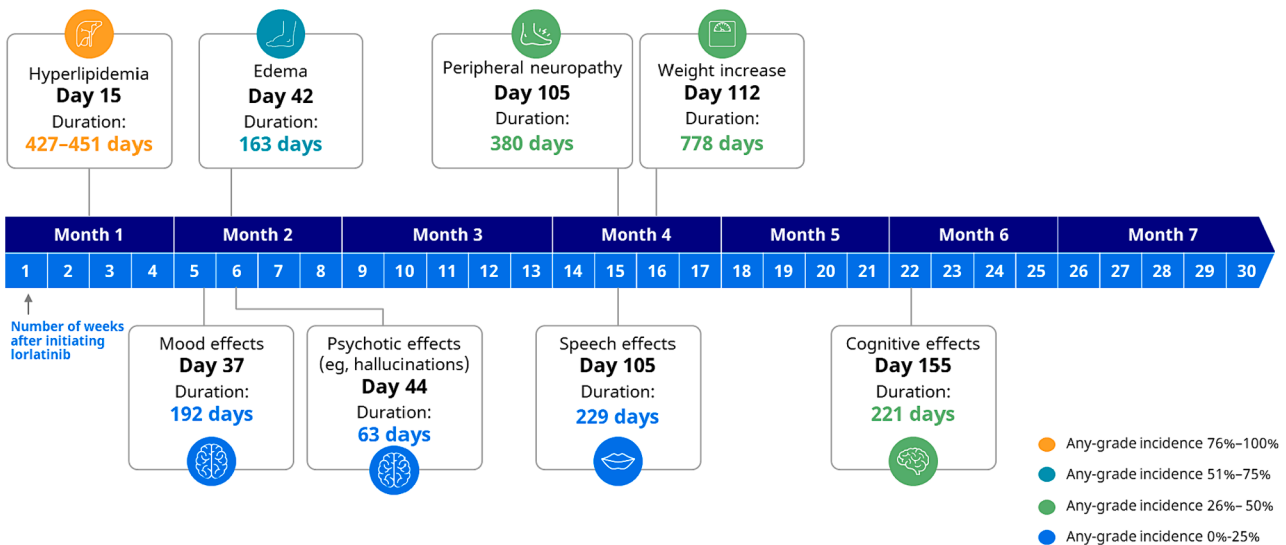 Hyperlipidemia
Day 15
Duration:
427–451 days
Edema
Day 42
Duration:
163 days
Peripheral neuropathy
Day 105
Duration:
380 days
Weight increase
Day 112
Duration:
778 days
Month 1 Month 2 Month 3 Month 4 Month 5 Month 6 Month 7
1 2 3 4 5 6 7 8 9 10 11 12 13 14 15 16 17 18 19 20 21 22 23 24 25 26 27 28 29 30
Number of weeks
after initiating
lorlatinib
Mood effects
Day 37
Duration:
192 days
Psychotic effects
(eg, hallucinations)
Day 44
Duration:
63 days
Speech effects
Day 105
Duration:
229 days
Cognitive effects
Day 155
Duration:
221 days
Any-grade incidence 76%–100%
Any-grade incidence 51%–75%
Any-grade incidence 26%– 50%
Any-grade incidence 0%-25%